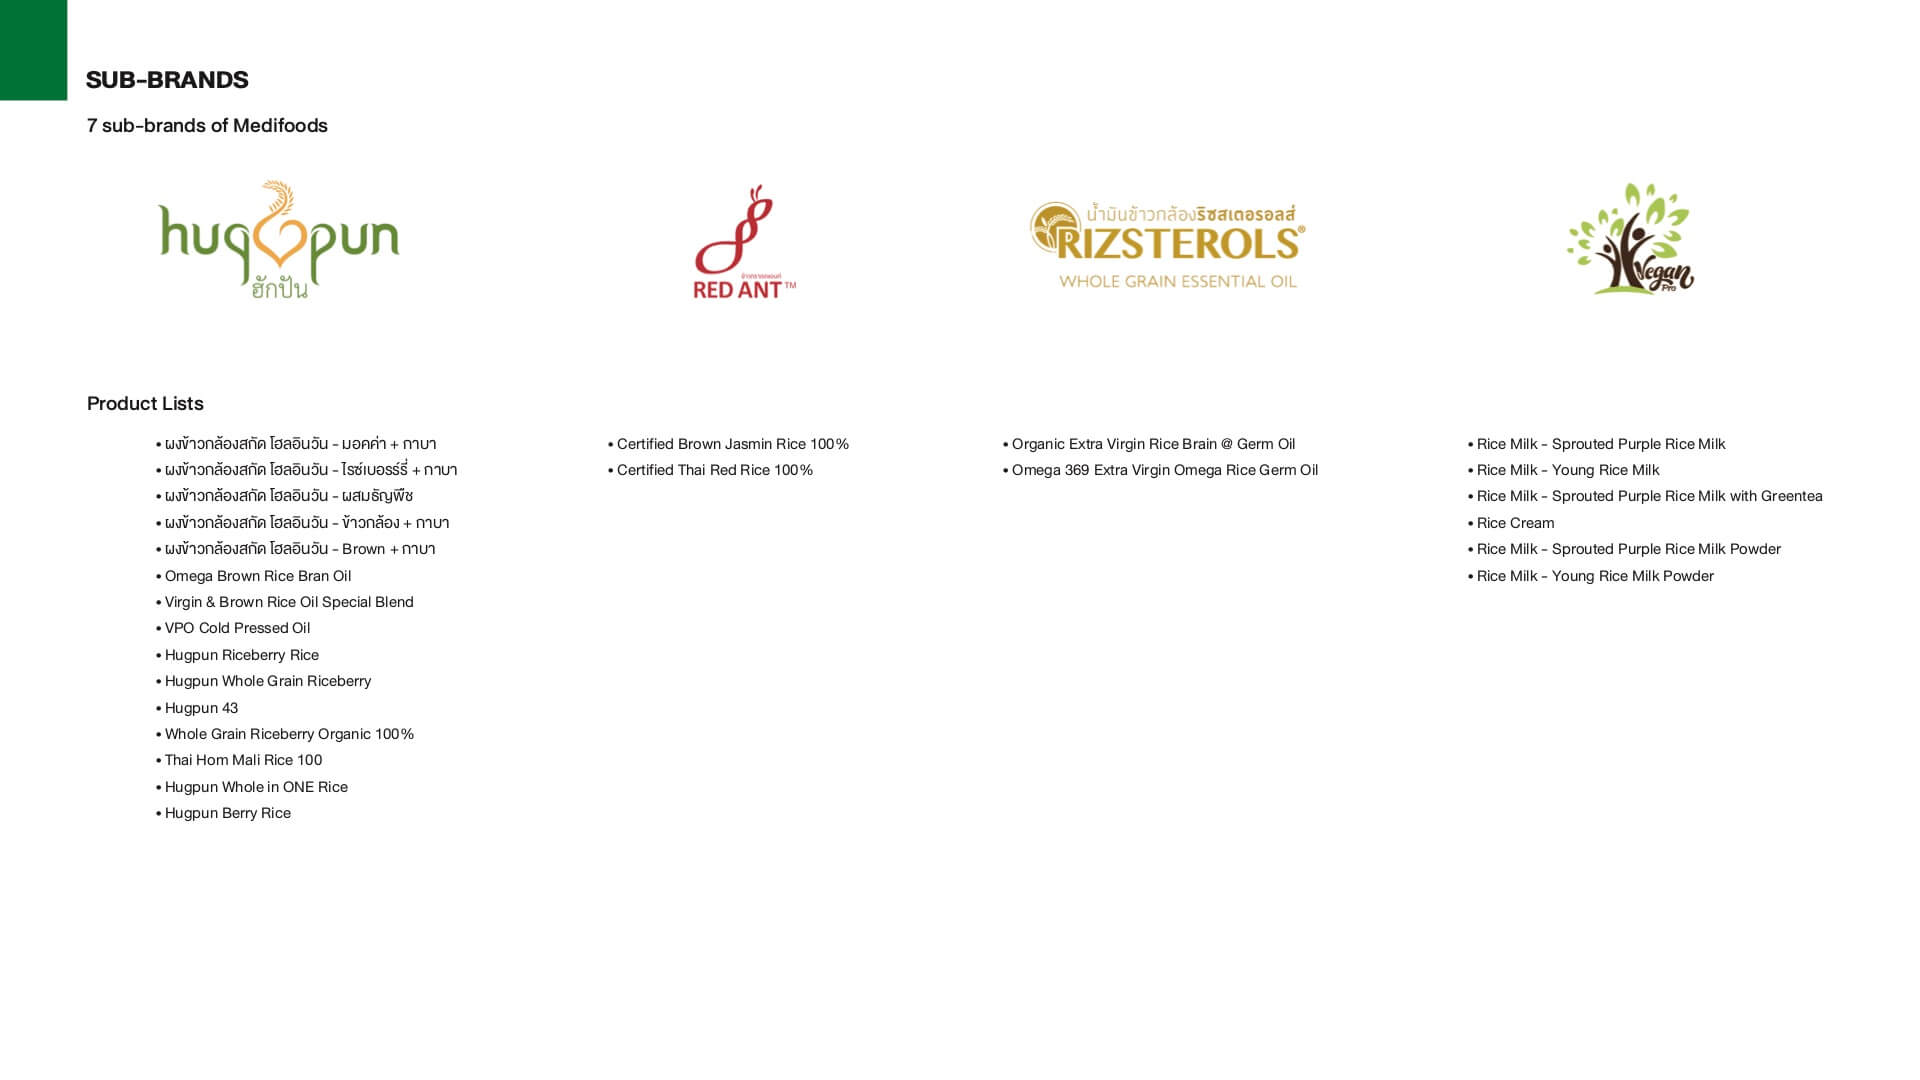 SUB-BRANDS
7 sub-brands of Medifoods
hug pun
ฮักปัน
RED ANT™
น้ำมันข้าวกล้องริซสเตอรอลส์
RIZSTEROLS®
WHOLE GRAIN ESSENTIAL OIL
Vegan
Pro
Product Lists
• ผงข้าวกล้องสกัด โฮลอินวัน - มอคค่า + กาบา
• ผงข้าวกล้องสกัด โฮลอินวัน - ไรซ์เบอรร์รี่ + กาบา
• ผงข้าวกล้องสกัด โฮลอินวัน - ผสมธัญพืช
• ผงข้าวกล้องสกัด โฮลอินวัน - ข้าวกล้อง + กาบา
• ผงข้าวกล้องสกัด โฮลอินวัน - Brown + กาบา
• Omega Brown Rice Bran Oil
• Virgin & Brown Rice Oil Special Blend
• VPO Cold Pressed Oil
• Hugpun Riceberry Rice
• Hugpun Whole Grain Riceberry
• Hugpun 43
• Whole Grain Riceberry Organic 100%
• Thai Hom Mali Rice 100
• Hugpun Whole in ONE Rice
• Hugpun Berry Rice
• Certified Brown Jasmin Rice 100%
• Certified Thai Red Rice 100%
• Organic Extra Virgin Rice Brain @ Germ Oil
• Omega 369 Extra Virgin Omega Rice Germ Oil
• Rice Milk - Sprouted Purple Rice Milk
• Rice Milk - Young Rice Milk
• Rice Milk - Sprouted Purple Rice Milk with Greentea
• Rice Cream
• Rice Milk - Sprouted Purple Rice Milk Powder
• Rice Milk - Young Rice Milk Powder